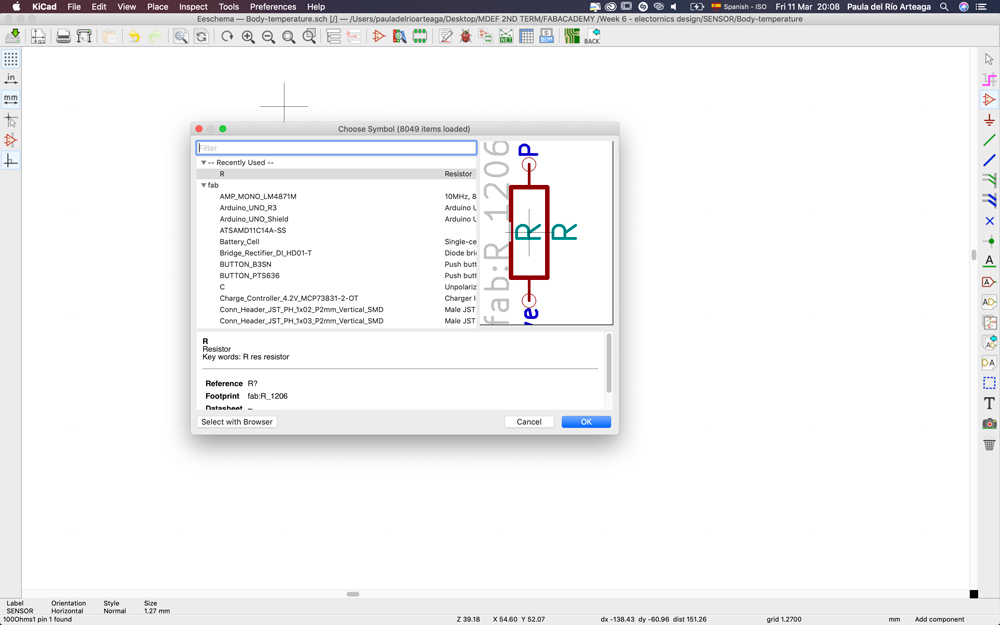 KiCad File Edit View Place Inspect Tools Preferences Help Spanish - ISO Fri 11 Mar 20:08 Paula del Río Arteaga
Eeschema — Body-temperature.sch [/] — /Users/pauladelrioarteaga/Desktop/MDEF 2ND TERM/FABACADEMY /Week 6 - electornics design/SENSOR/Body-temperature
BACK
in
mm
Choose Symbol (8049 items loaded)
Filter
-- Recently Used --
R Resistor
fab
AMP_MONO_LM4871M 10MHz, 8
Arduino_UNO_R3 Arduino U
Arduino_UNO_Shield Arduino U
ATSAMD11C14A-SS
Battery_Cell Single-ce
Bridge_Rectifier_DI_HD01-T Diode bri
BUTTON_B3SN Push butt
BUTTON_PTS636 Push butt
C Unpolariz
Charge_Controller_4.2V_MCP73831-2-OT Charger I
Conn_Header_JST_PH_1x02_P2mm_Vertical_SMD Male JST
Conn_Header_JST_PH_1x03_P2mm_Vertical_SMD Male JST
fab:R_1206
P
R R
ve
R
Resistor
Key words: R res resistor
Reference R?
Footprint fab:R_1206
Datasheet ~
Select with Browser Cancel OK
A
A
A
A
D A
T
Label Orientation Style Size
SENSOR Horizontal Normal 1.27 mm
100Ohms1 pin 1 found Z 39.18 X 54.60 Y 52.07 dx -138.43 dy -60.96 dist 151.26 grid 1.2700 mm Add component